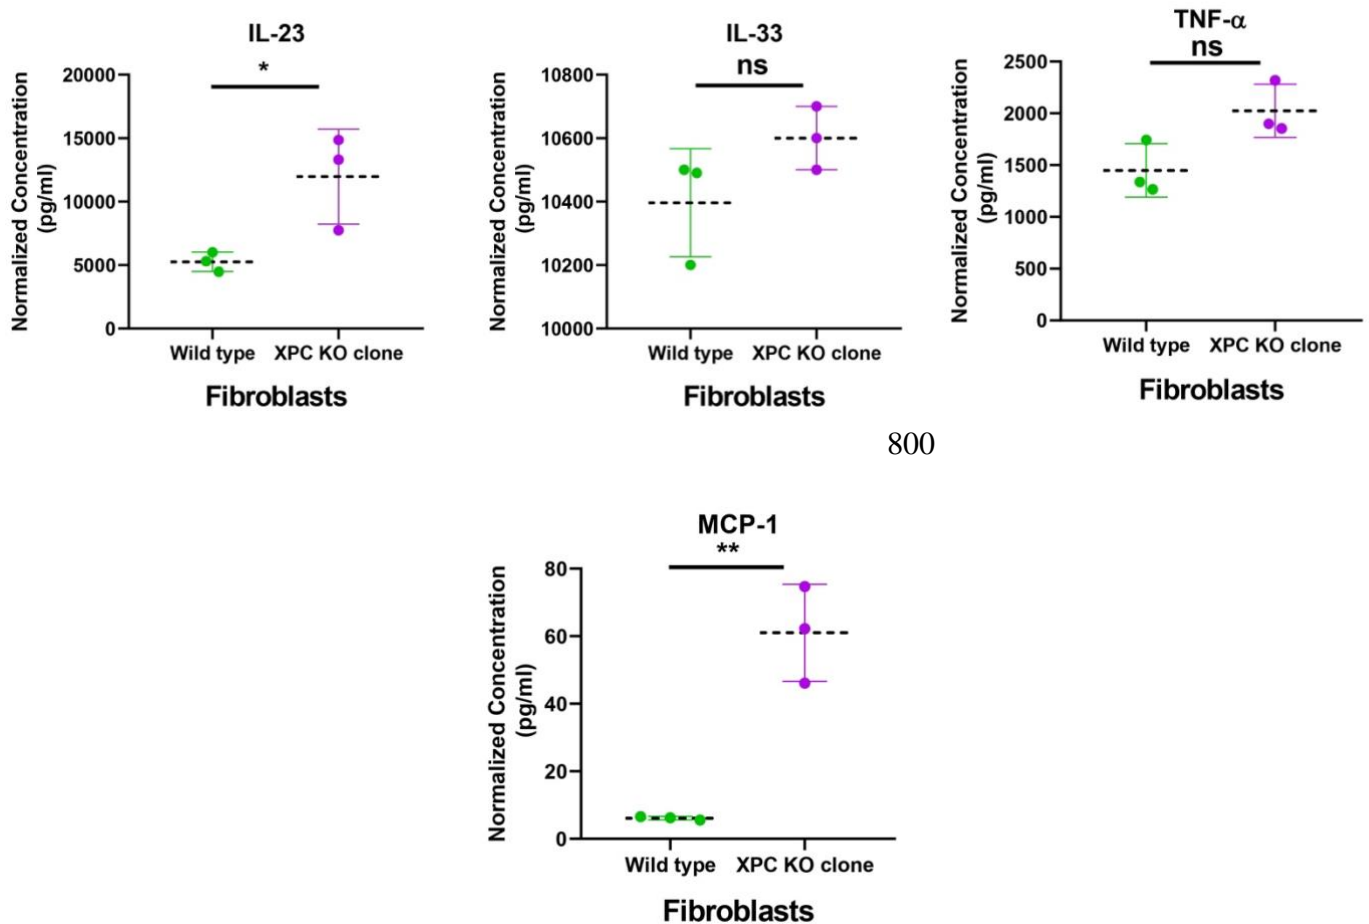 IL-23
*
20000
15000
10000
5000
0
Normalized Concentration
(pg/ml)
Wild type XPC KO clone
Fibroblasts
IL-33
ns
10800
10600
10400
10200
10000
Normalized Concentration
(pg/ml)
Wild type XPC KO clone
Fibroblasts
TNF-α
ns
2500
2000
1500
1000
500
0
Normalized Concentration
(pg/ml)
Wild type XPC KO clone
Fibroblasts
800
MCP-1
**
80
60
40
20
0
Normalized Concentration
(pg/ml)
Wild type XPC KO clone
Fibroblasts